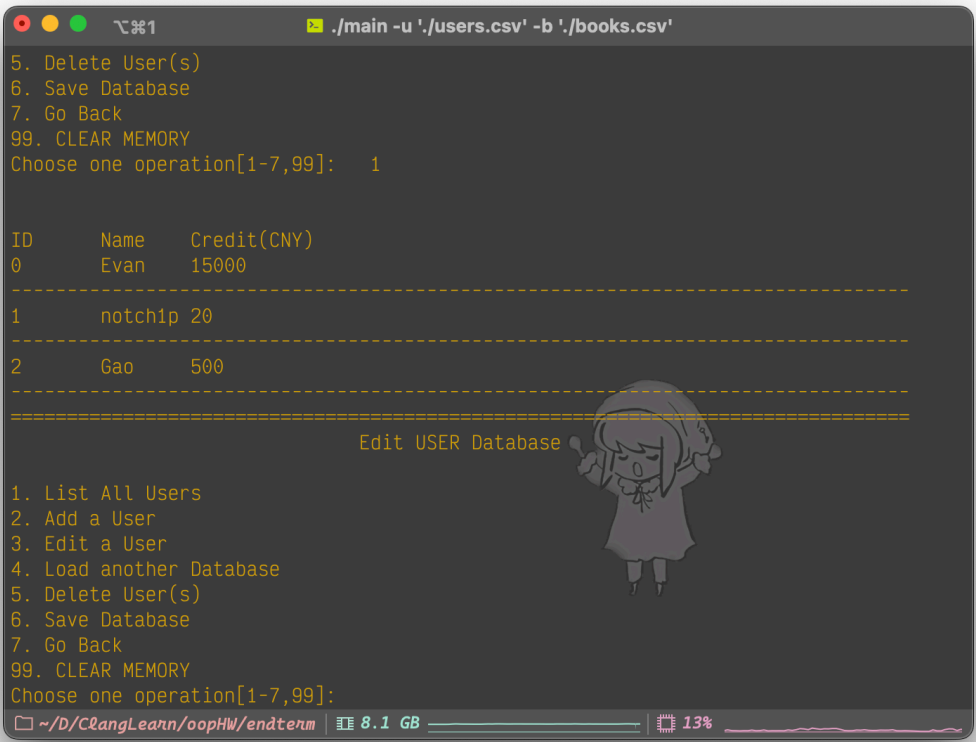 ⌥⌘1 ./main -u './users.csv' -b './books.csv'
5. Delete User(s)
6. Save Database
7. Go Back
99. CLEAR MEMORY
Choose one operation[1-7,99]: 1
ID Name Credit(CNY)
0 Evan 15000
--------------------------------------------------------------------------------
1 notch1p 20
--------------------------------------------------------------------------------
2 Gao 500
--------------------------------------------------------------------------------
================================================================================
Edit USER Database
1. List All Users
2. Add a User
3. Edit a User
4. Load another Database
5. Delete User(s)
6. Save Database
7. Go Back
99. CLEAR MEMORY
Choose one operation[1-7,99]:
~/D/ClangLearn/oopHW/endterm 8.1 GB 13%